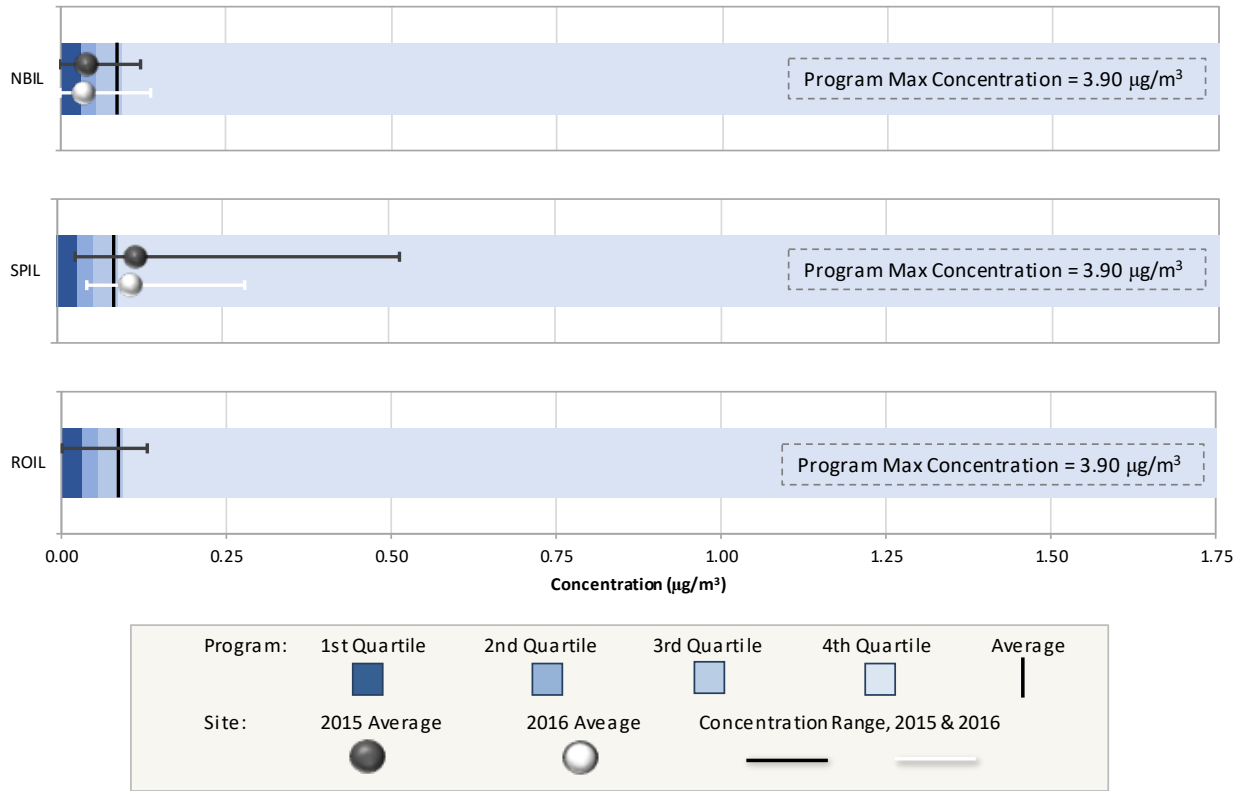 NBIL
Program Max Concentration = 3.90 μg/m³
SPIL
Program Max Concentration = 3.90 μg/m³
ROIL
Program Max Concentration = 3.90 μg/m³
0.00 0.25 0.50 0.75 1.00 1.25 1.50 1.75
Concentration (μg/m³)
Program: 1st Quartile 2nd Quartile 3rd Quartile 4th Quartile Average
Site: 2015 Average 2016 Aveage Concentration Range, 2015 & 2016